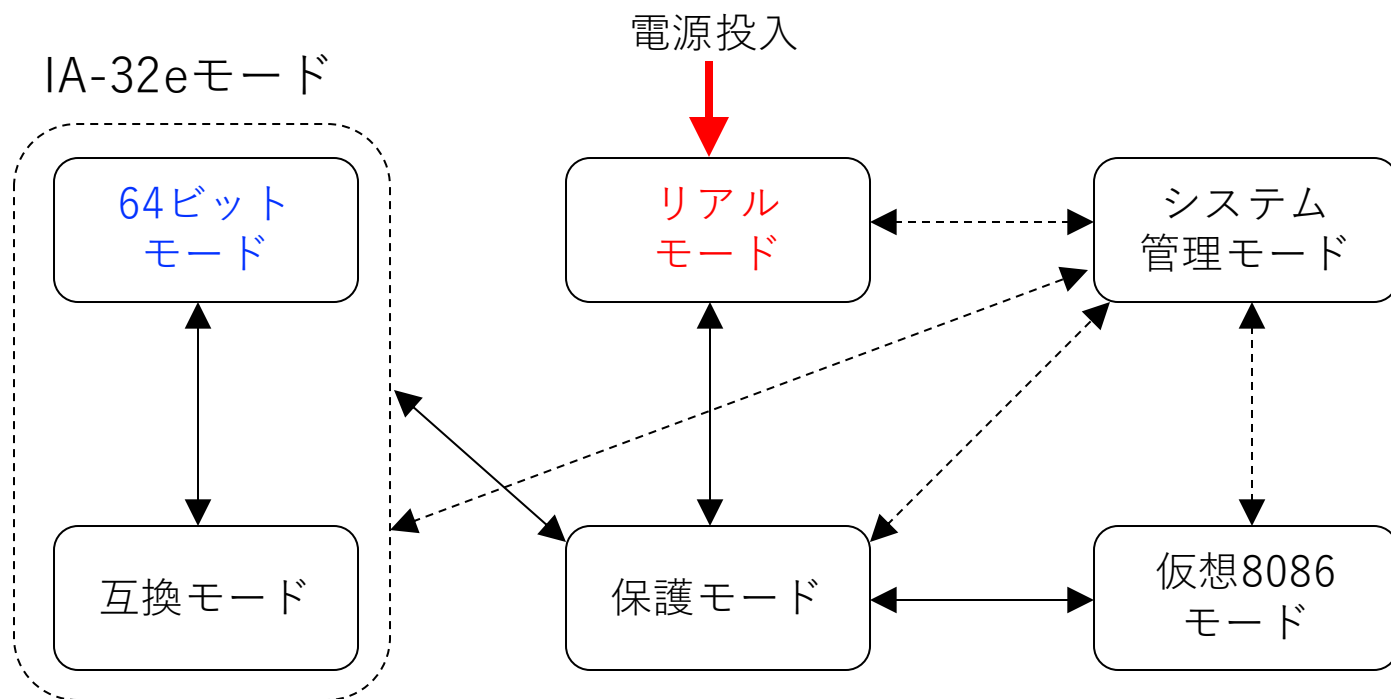 電源投入
IA-32eモード
64ビット
モード
リアル
モード
システム
管理モード
互換モード
保護モード
仮想8086
モード